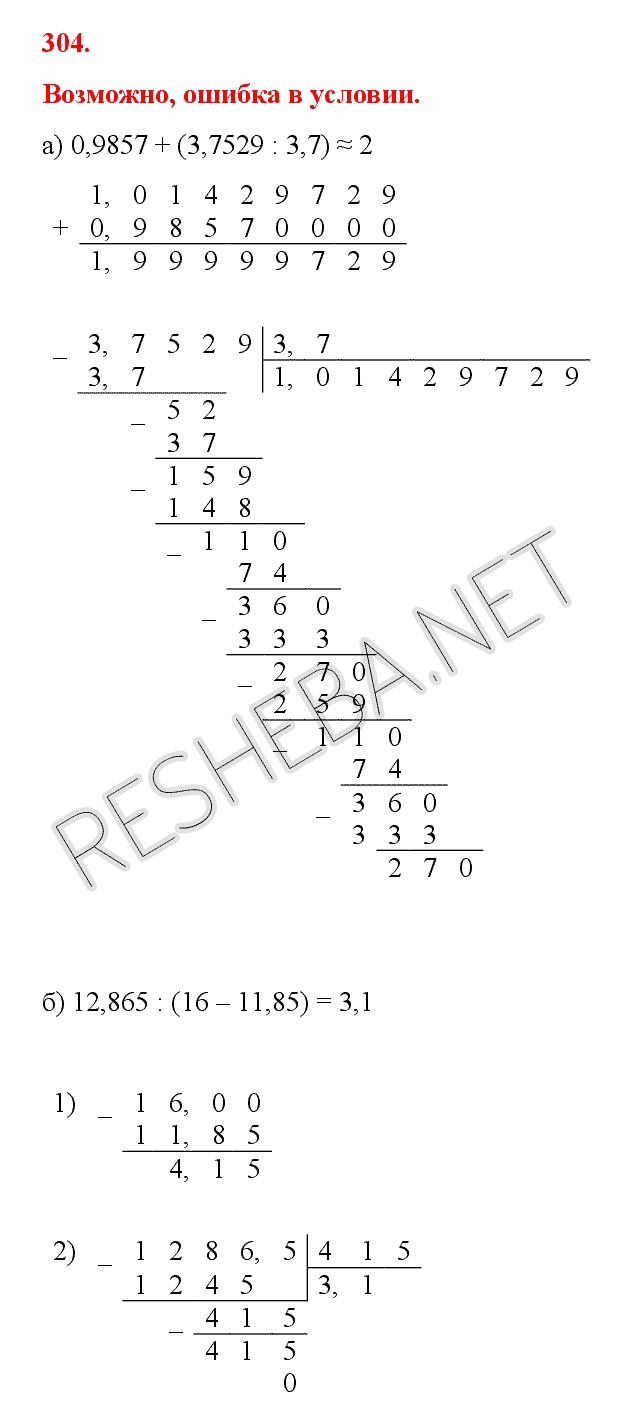 304.
Возможно, ошибка в условии.
а) 0,9857 + (3,7529 : 3,7) ≈ 2
1, 0 1 4 2 9 7 2 9
+ 0, 9 8 5 7 0 0 0 0
1, 9 9 9 9 9 7 2 9
− 3, 7 5 2 9 3, 7
3, 7 1, 0 1 4 2 9 7 2 9
− 5 2
3 7
− 1 5 9
1 4 8
− 1 1 0
7 4
− 3 6 0
3 3 3
− 2 7 0
2 5 9
− 1 1 0
7 4
− 3 6 0
3 3 3
2 7 0
RESHEBA.NET
б) 12,865 : (16 – 11,85) = 3,1
1) − 1 6, 0 0
1 1, 8 5
4, 1 5
2) − 1 2 8 6, 5 4 1 5
1 2 4 5 3, 1
− 4 1 5
4 1 5
0